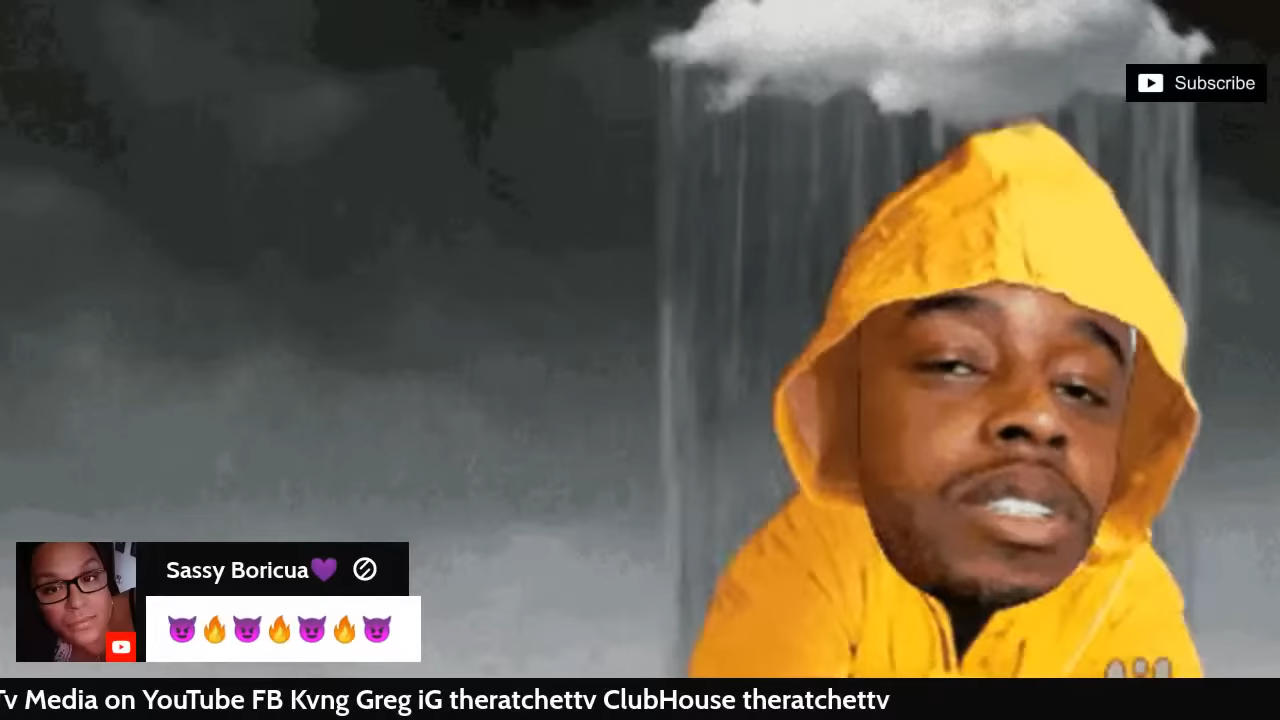 Subscribe
Sassy Boricua💜
😈🔥😈🔥😈🔥😈
Tv Media on YouTube FB Kvng Greg iG theratchettv ClubHouse theratchettv